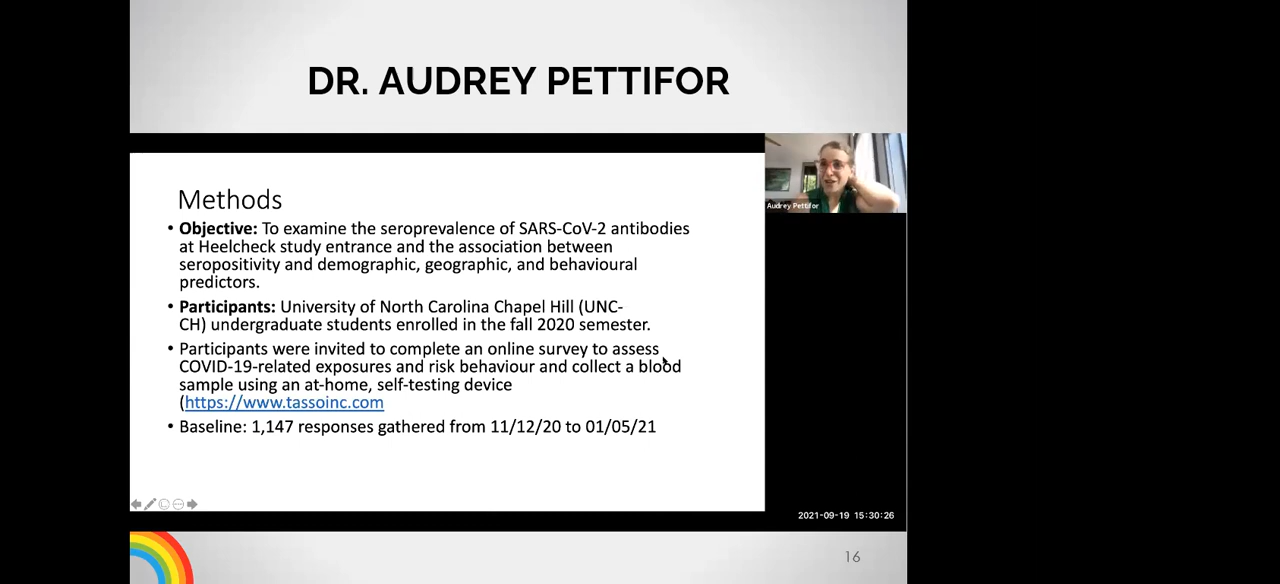 DR. AUDREY PETTIFOR
Methods
• Objective: To examine the seroprevalence of SARS-CoV-2 antibodies
at Heelcheck study entrance and the association between
seropositivity and demographic, geographic, and behavioural
predictors.
• Participants: University of North Carolina Chapel Hill (UNC-
CH) undergraduate students enrolled in the fall 2020 semester.
• Participants were invited to complete an online survey to assess
COVID-19-related exposures and risk behaviour and collect a blood
sample using an at-home, self-testing device
(https://www.tassoinc.com
• Baseline: 1,147 responses gathered from 11/12/20 to 01/05/21
Audrey Pettifor
2021-09-19 15:30:26
16